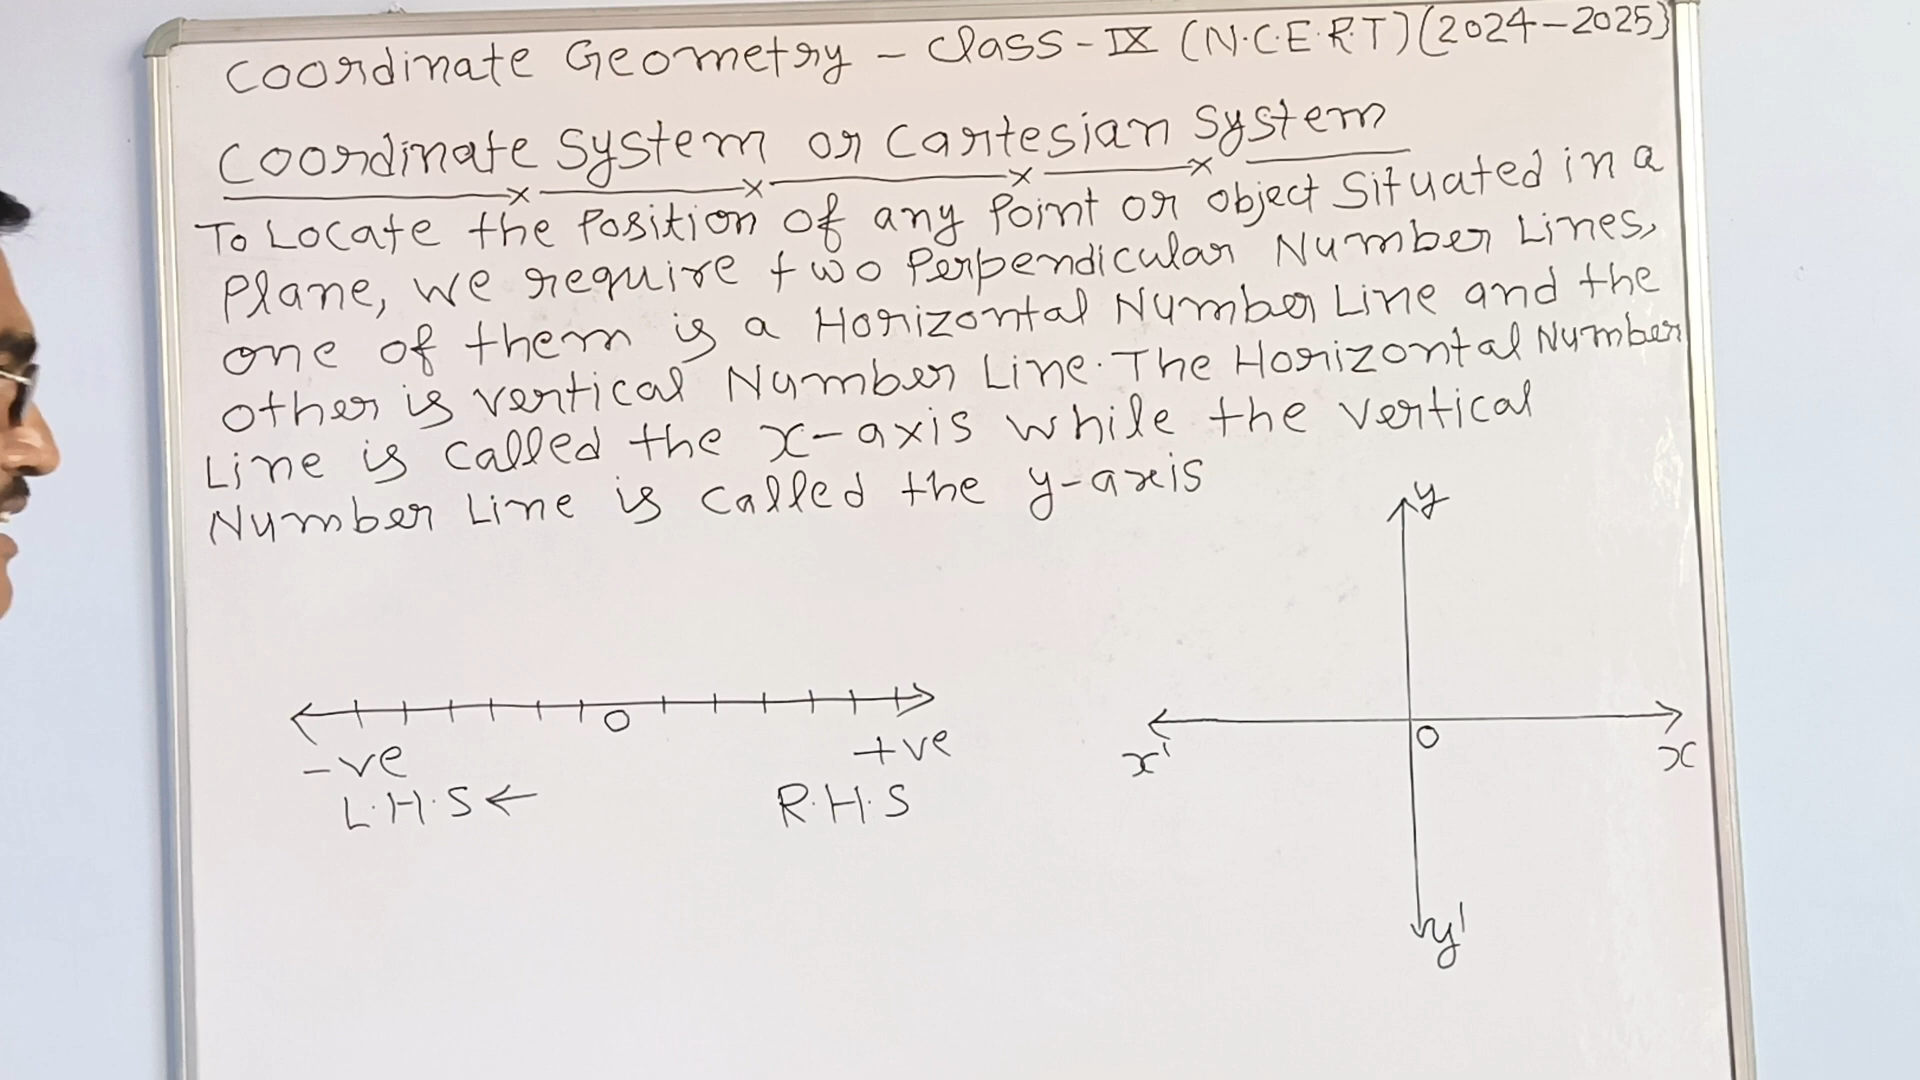 Coordinate Geometry - Class-IX (N.C.E.R.T) (2024-2025)
Coordinate System or Cartesian System
To Locate the Position of any Point or object Situated in a
Plane, we require two Perpendicular Number Lines,
one of them is a Horizontal Number Line and the
other is vertical Number Line. The Horizontal Number
Line is called the x-axis while the vertical
Number Line is called the y-axis
y
O
-ve
+ve
L.H.S ←
R.H.S
x'
O
x
y'